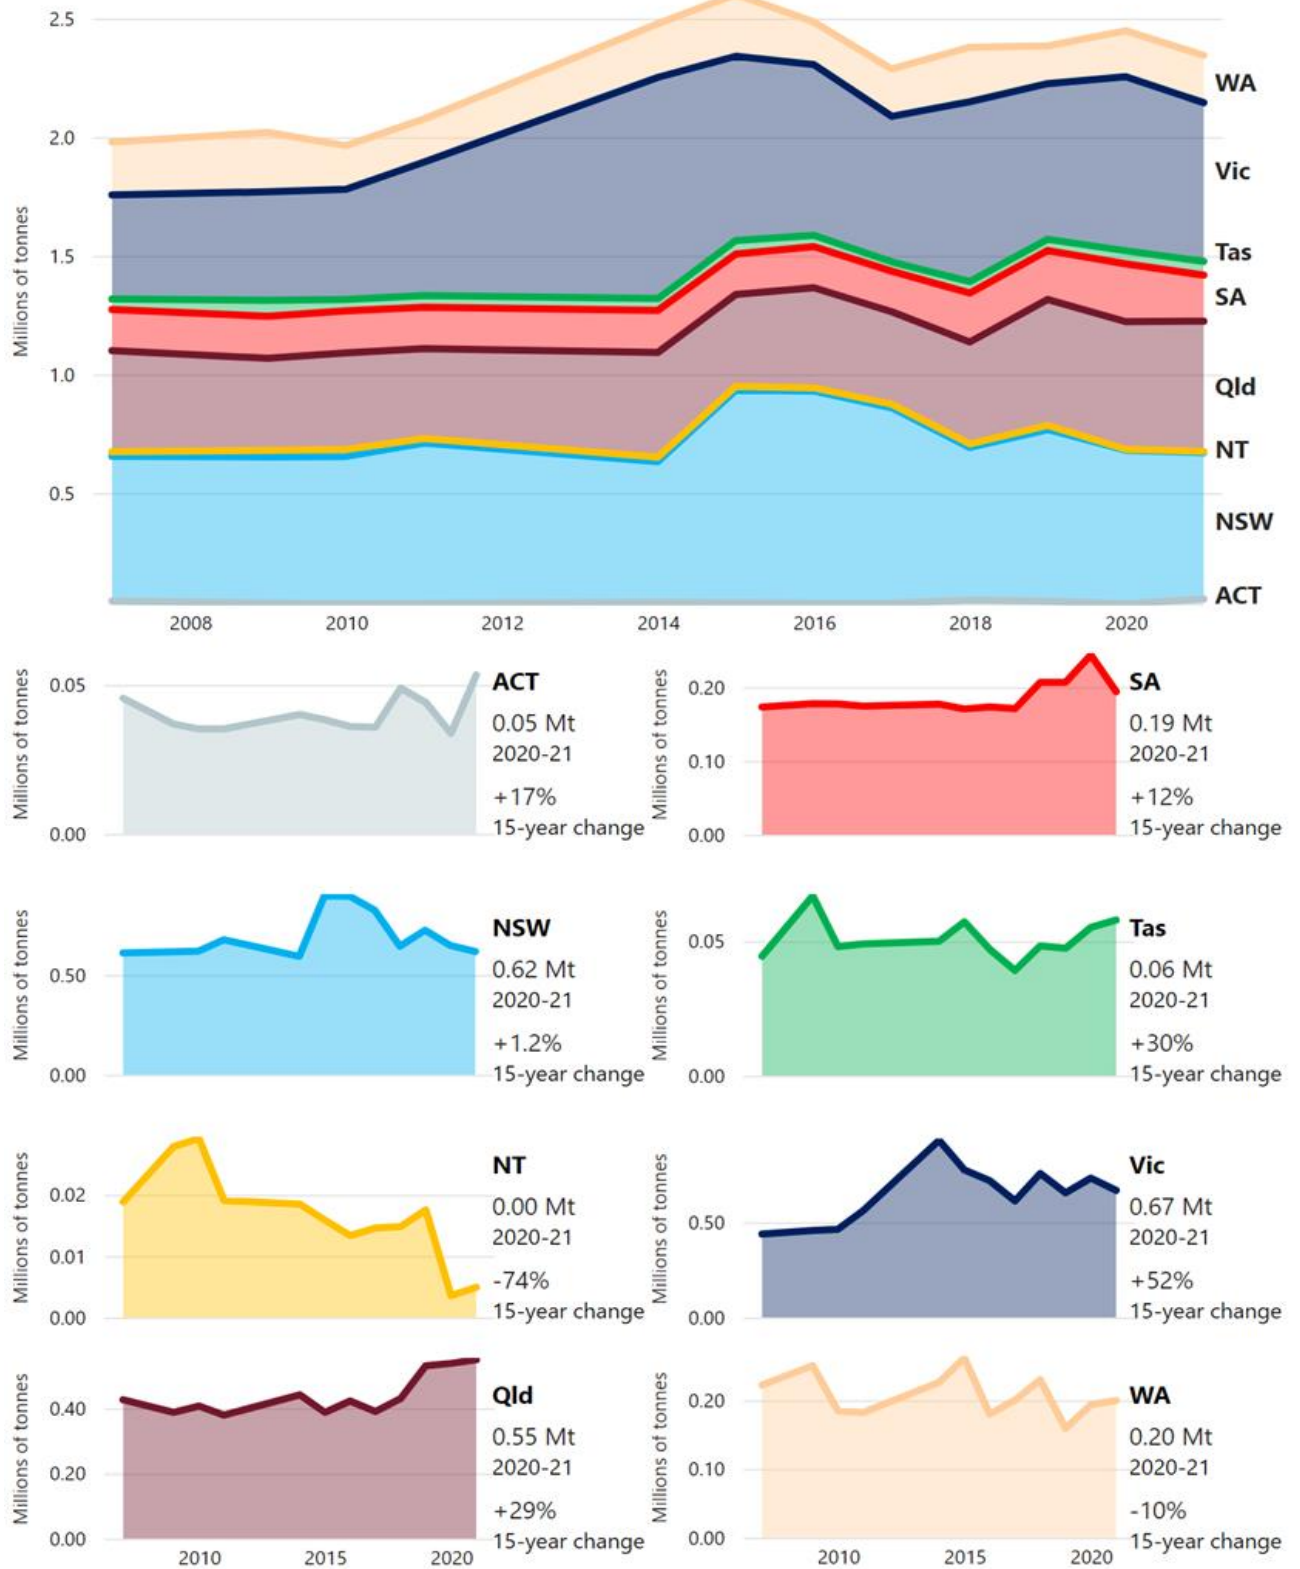 2.5
2.0
1.5
1.0
0.5
Millions of tonnes
WA
Vic
Tas
SA
Qld
NT
NSW
ACT
2008 2010 2012 2014 2016 2018 2020
Millions of tonnes
0.05
0.00
ACT
0.05 Mt
2020-21
+17%
15-year change
Millions of tonnes
0.20
0.10
0.00
SA
0.19 Mt
2020-21
+12%
15-year change
Millions of tonnes
0.50
0.00
NSW
0.62 Mt
2020-21
+1.2%
15-year change
Millions of tonnes
0.05
0.00
Tas
0.06 Mt
2020-21
+30%
15-year change
Millions of tonnes
0.02
0.01
0.00
NT
0.00 Mt
2020-21
-74%
15-year change
Millions of tonnes
0.50
0.00
Vic
0.67 Mt
2020-21
+52%
15-year change
Millions of tonnes
0.40
0.20
0.00
Qld
0.55 Mt
2020-21
+29%
15-year change
2010 2015 2020
Millions of tonnes
0.20
0.10
0.00
WA
0.20 Mt
2020-21
-10%
15-year change
2010 2015 2020